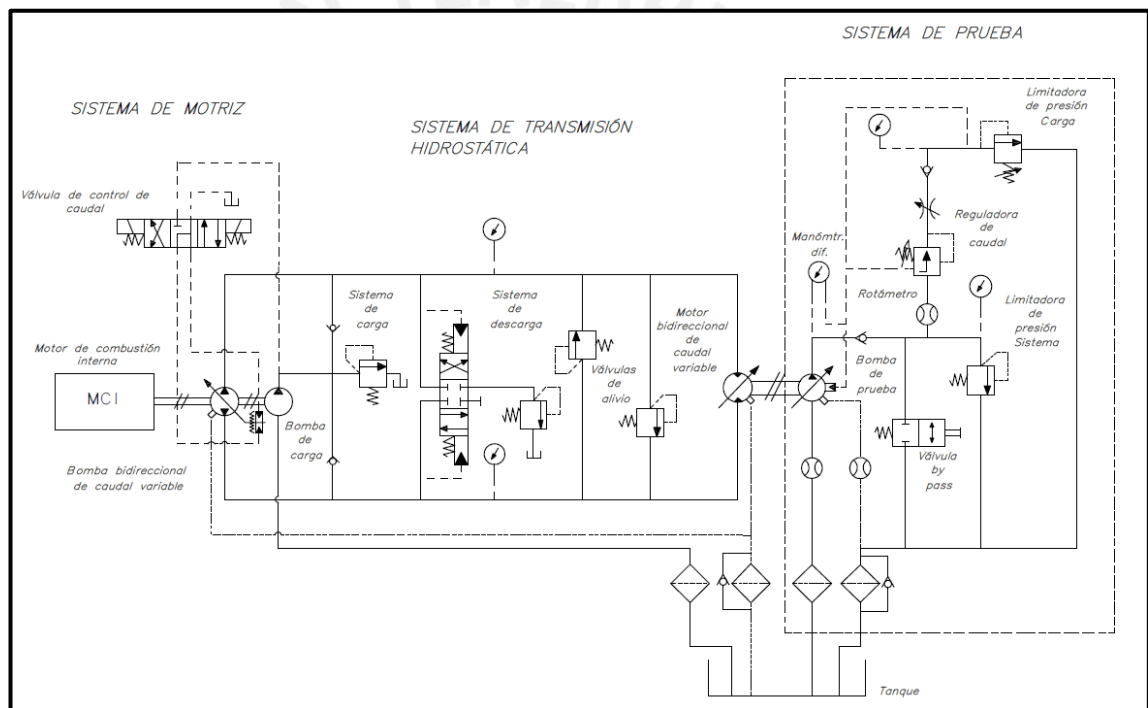 SISTEMA DE PRUEBA
SISTEMA DE MOTRIZ
SISTEMA DE TRANSMISIÓN
HIDROSTÁTICA
Limitadora
de presión
Carga
Válvula de control de
caudal
Reguladora
de
caudal
Manómtr.
dif.
Rotámetro
Limitadora
de
presión
Sistema
Sistema
de
carga
Sistema
de
descarga
Motor
bidireccional
de
caudal
variable
Válvulas
de
alivio
Motor de combustión
interna
MCI
Bomba
de
prueba
Bomba
de
carga
Bomba bidireccional
de caudal variable
Válvula
by
pass
Tanque